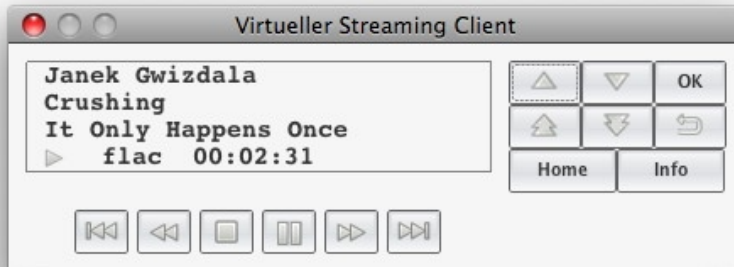 Virtueller Streaming Client
Janek Gwizdala
Crushing
It Only Happens Once
flac 00:02:31
OK
Home Info